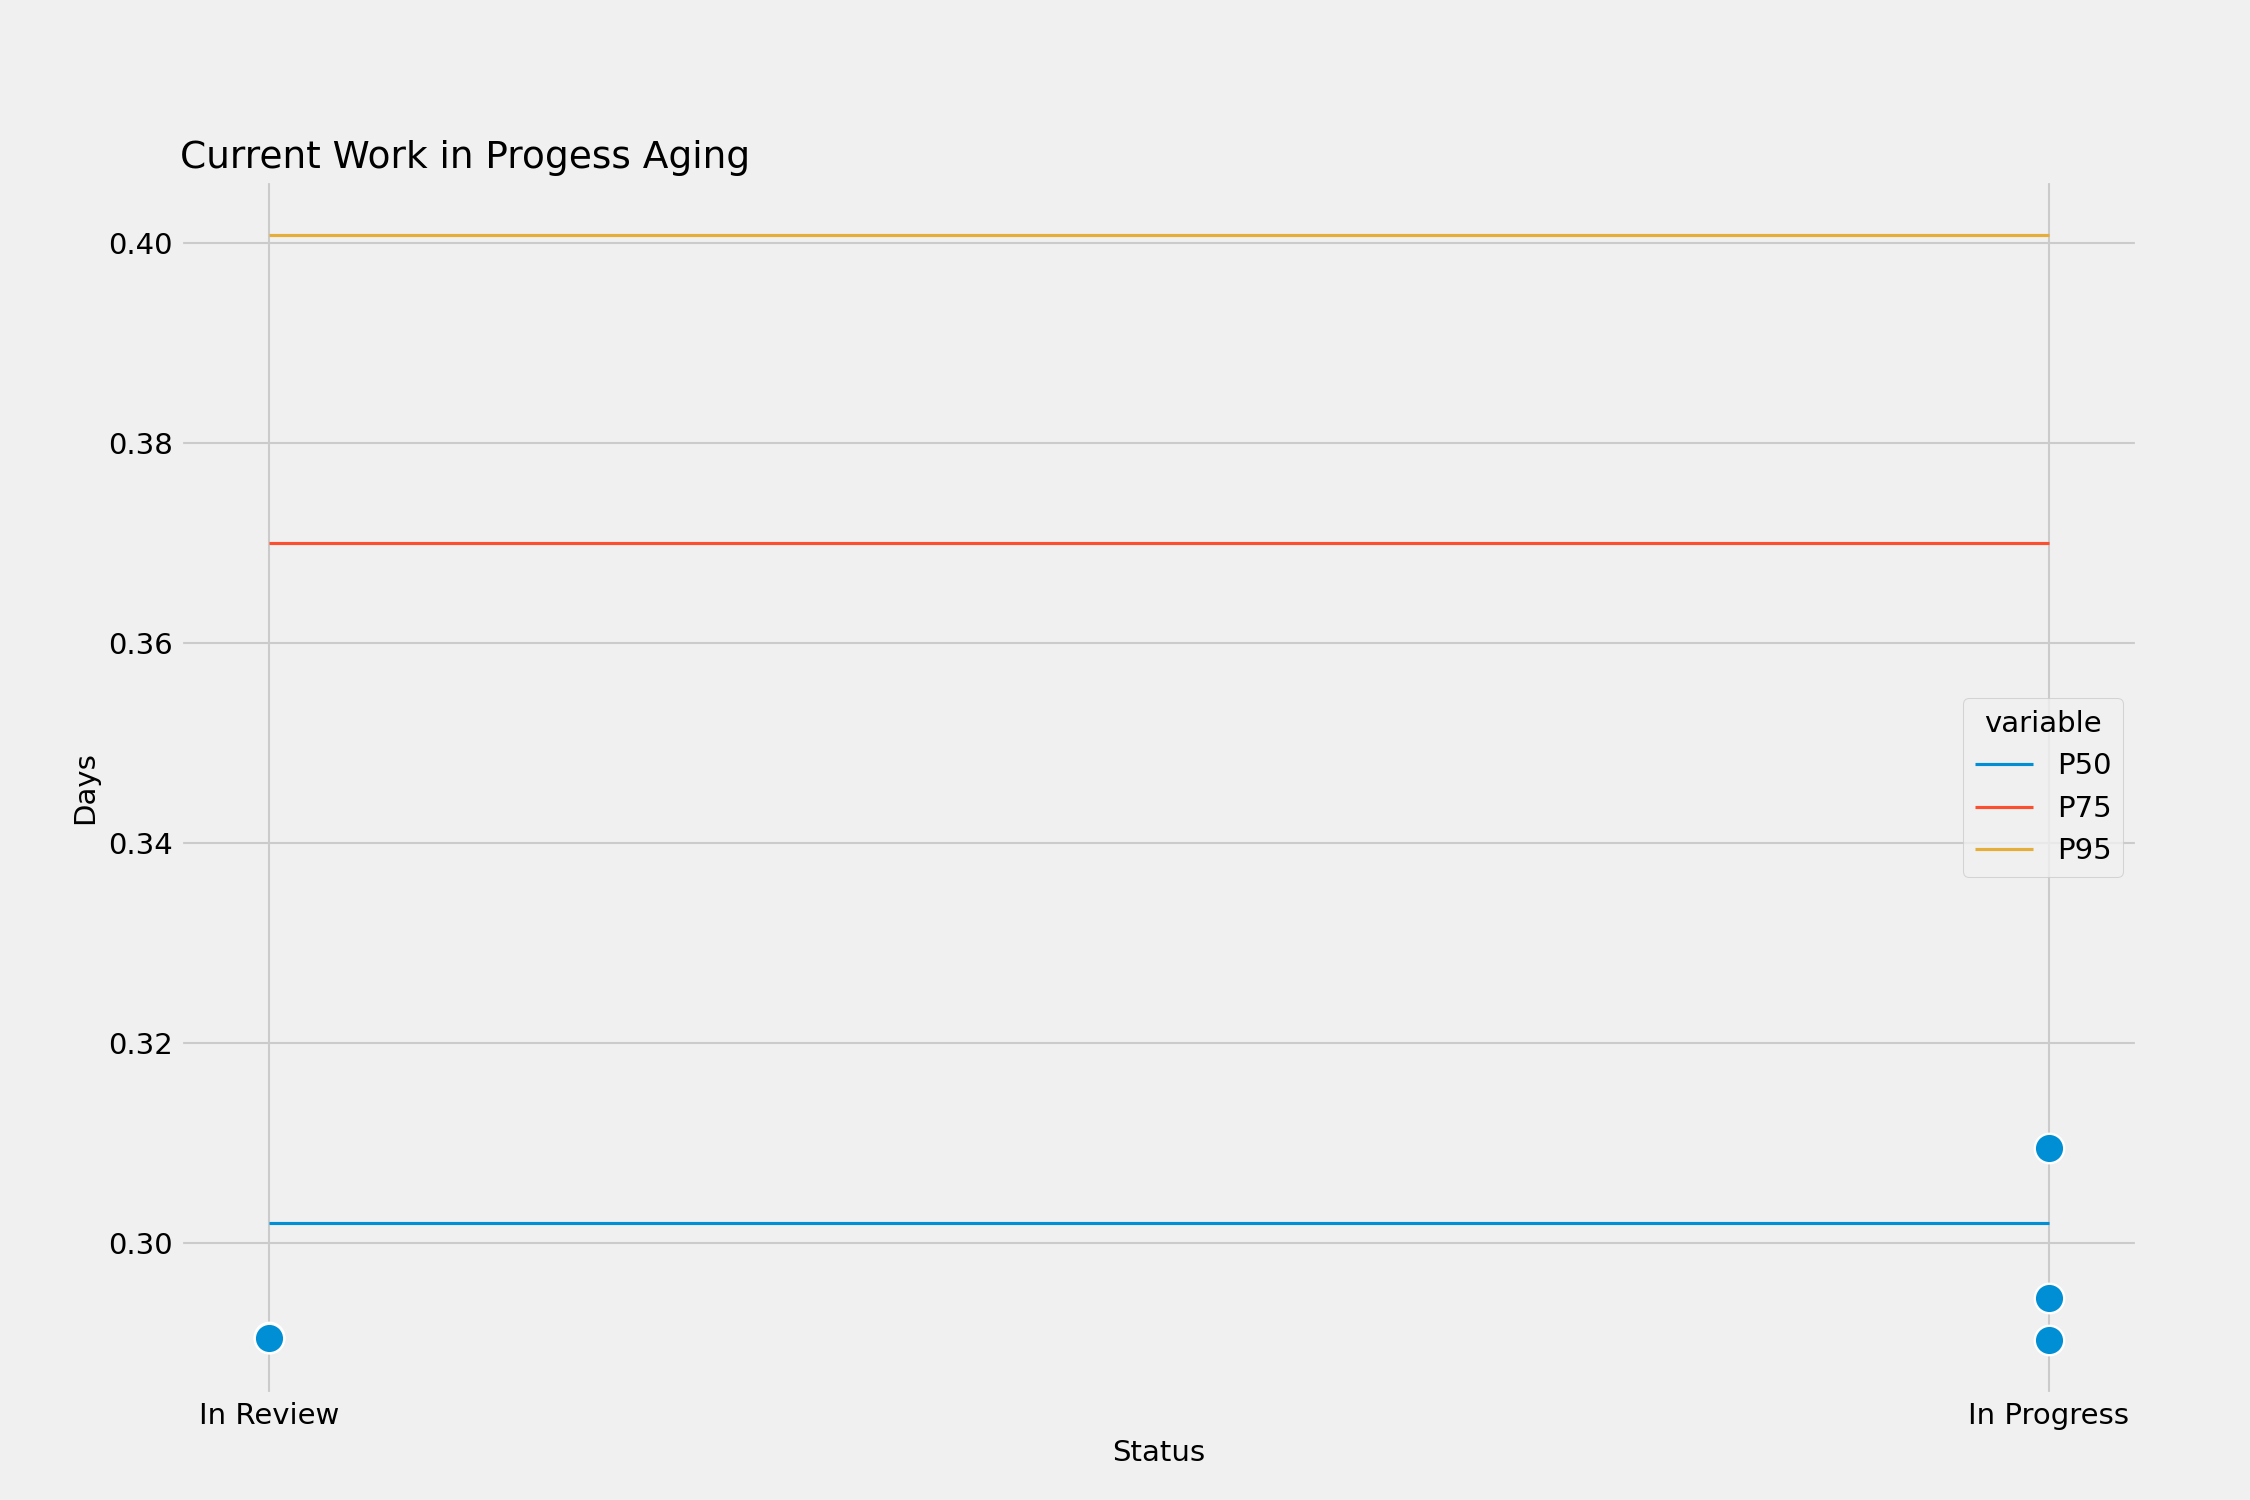 Current Work in Progess Aging
0.40
0.38
0.36
0.34
0.32
0.30
Days
variable
P50
P75
P95
In Review
In Progress
Status